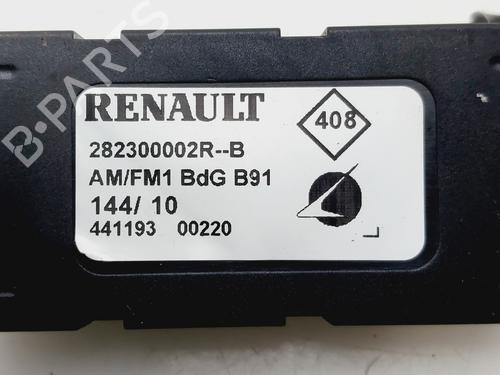 B-PARTS
RENAULT
408
282300002R--B
AM/FM1 BdG B91
144/ 10
441193 00220